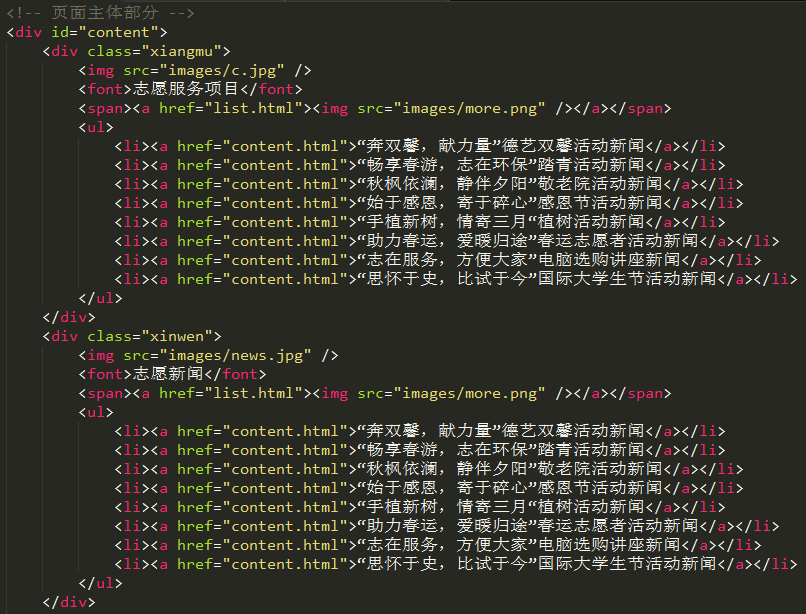 <!-- 页面主体部分 -->
<div id="content">
<div class="xiangmu">
<img src="images/c.jpg" />
<font>志愿服务项目</font>
<span><a href="list.html"><img src="images/more.png" /></a></span>
<ul>
<li><a href="content.html">“奔双馨，献力量”德艺双馨活动新闻</a></li>
<li><a href="content.html">“畅享春游，志在环保”踏青活动新闻</a></li>
<li><a href="content.html">“秋枫依澜，静伴夕阳”敬老院活动新闻</a></li>
<li><a href="content.html">“始于感恩，寄于碎心”感恩节活动新闻</a></li>
<li><a href="content.html">“手植新树，情寄三月“植树活动新闻</a></li>
<li><a href="content.html">“助力春运，爱暖归途”春运志愿者活动新闻</a></li>
<li><a href="content.html">“志在服务，方便大家”电脑选购讲座新闻</a></li>
<li><a href="content.html">“思怀于史，比试于今”国际大学生节活动新闻</a></li>
</ul>
</div>
<div class="xinwen">
<img src="images/news.jpg" />
<font>志愿新闻</font>
<span><a href="list.html"><img src="images/more.png" /></a></span>
<ul>
<li><a href="content.html">“奔双馨，献力量”德艺双馨活动新闻</a></li>
<li><a href="content.html">“畅享春游，志在环保”踏青活动新闻</a></li>
<li><a href="content.html">“秋枫依澜，静伴夕阳”敬老院活动新闻</a></li>
<li><a href="content.html">“始于感恩，寄于碎心”感恩节活动新闻</a></li>
<li><a href="content.html">“手植新树，情寄三月“植树活动新闻</a></li>
<li><a href="content.html">“助力春运，爱暖归途”春运志愿者活动新闻</a></li>
<li><a href="content.html">“志在服务，方便大家”电脑选购讲座新闻</a></li>
<li><a href="content.html">“思怀于史，比试于今”国际大学生节活动新闻</a></li>
</ul>
</div>